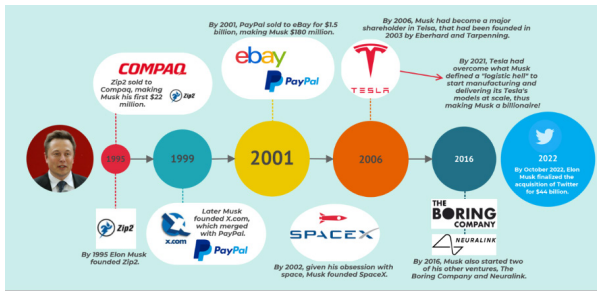 By 2001, PayPal sold to eBay for $1.5
billion, making Musk $180 million.
By 2006, Musk had become a major
shareholder in Telsa, that had been founded in
2003 by Eberhard and Tarpenning.
COMPAQ
Zip2 sold to
Compaq, making
Musk his first $22
million.
Zip2
ebay
PayPal
TESLA
By 2021, Tesla had
overcome what Musk
defined a "logistic hell" to
start manufacturing and
delivering its Tesla's
models at scale, thus
making Musk a billionaire!
1995
1999
2001
2006
2016
2022
By October 2022, Elon
Musk finalized the
acquisition of Twitter
for $44 billion.
Zip2
By 1995 Elon Musk
founded Zip2.
x.com
Later Musk
founded X.com,
which merged
with PayPal.
PayPal
SPACEX
By 2002, given his obsession with
space, Musk founded SpaceX.
THE
BORING
COMPANY
NEURALINK
By 2016, Musk also started two
of his other ventures, The
Boring Company and Neuralink.